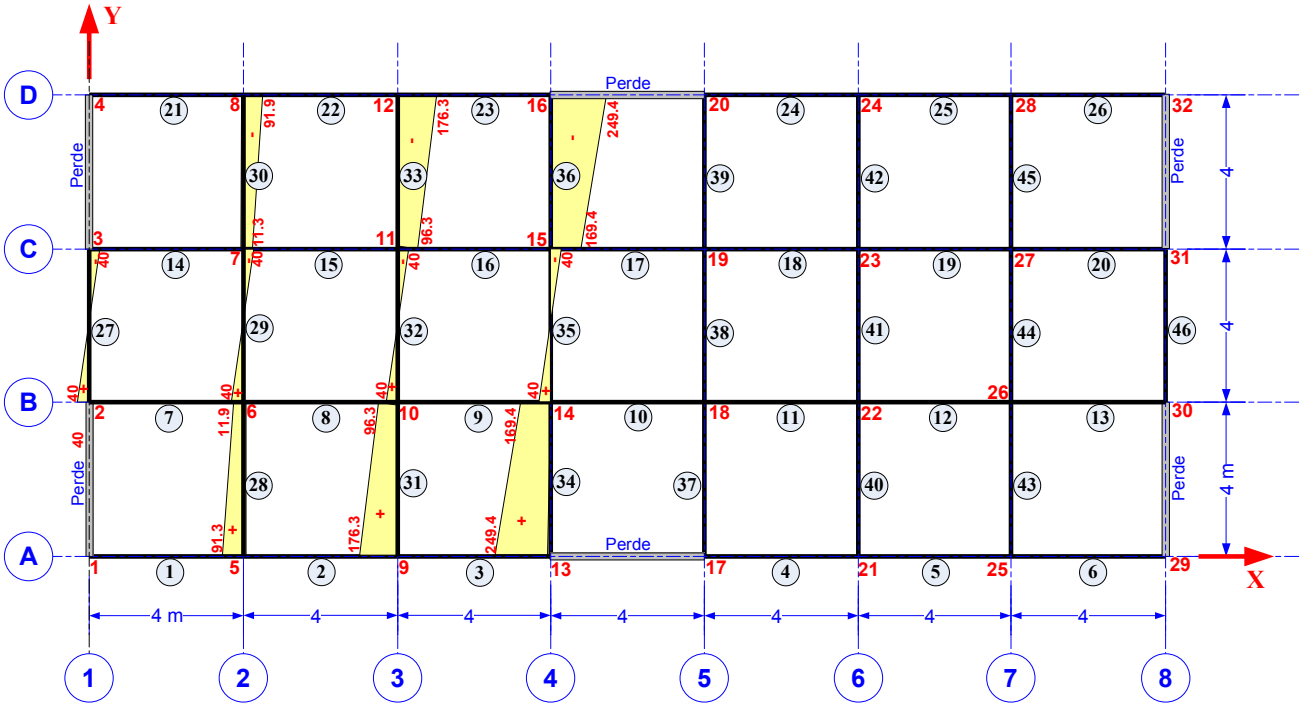 Y
Perde
D
4 21 8 22 12 23 16 20 24 24 25 28 26 32
91.9 176.3 249.4
- - -
Perde 30 33 36 39 42 45 Perde 4
11.3 96.3 169.4
C
3 11 15
40 14 7 40 15 40 16 40 17 19 18 23 19 27 20 31
- - -
27 29 32 35 38 41 44 46 4
26
40 + 40 + 40 + 40 +
B
2 7 6 8 10 9 14 10 18 11 22 12 13 30
40 11.9 96.3 169.4
Perde 28 31 34 37 40 43 Perde 4 m
+ + +
91.3 176.3 249.4
Perde
A
1 1 5 2 9 3 13 17 4 21 5 25 6 29 X
4 m 4 4 4 4 4 4
1 2 3 4 5 6 7 8